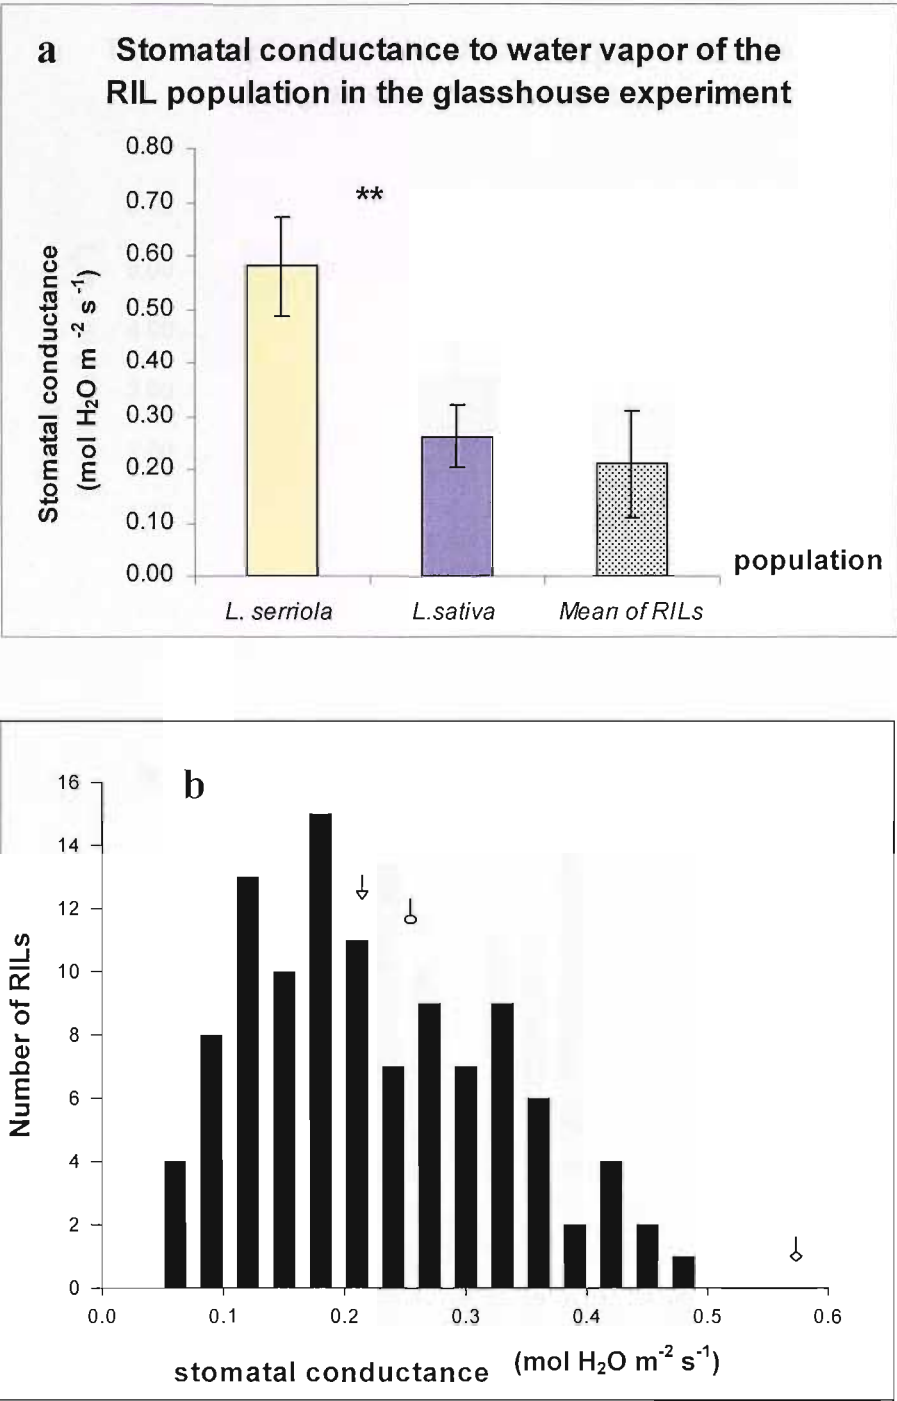 a Stomatal conductance to water vapor of the
RIL population in the glasshouse experiment
0.80
0.70
0.60
0.50
0.40
0.30
0.20
0.10
0.00
Stomatal conductance
(mol H₂O m ⁻² s ⁻¹)
**
population
L. serriola L.sativa Mean of RILs
b
16
14
12
10
8
6
4
2
0
Number of RILs
0.0 0.1 0.2 0.3 0.4 0.5 0.6
stomatal conductance (mol H₂O m⁻² s⁻¹)